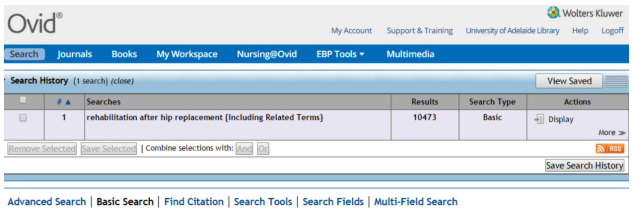 Wolters Kluwer
Ovid®
My Account Support & Training University of Adelaide Library Help Logoff
Search Journals Books My Workspace Nursing@Ovid EBP Tools ▾ Multimedia
Search History (1 search) (close) View Saved
# ▲ Searches Results Search Type Actions
1 rehabilitation after hip replacement {Including Related Terms} 10473 Basic Display
More ≫
Remove Selected Save Selected | Combine selections with: And Or RSS
Save Search History
Advanced Search | Basic Search | Find Citation | Search Tools | Search Fields | Multi-Field Search